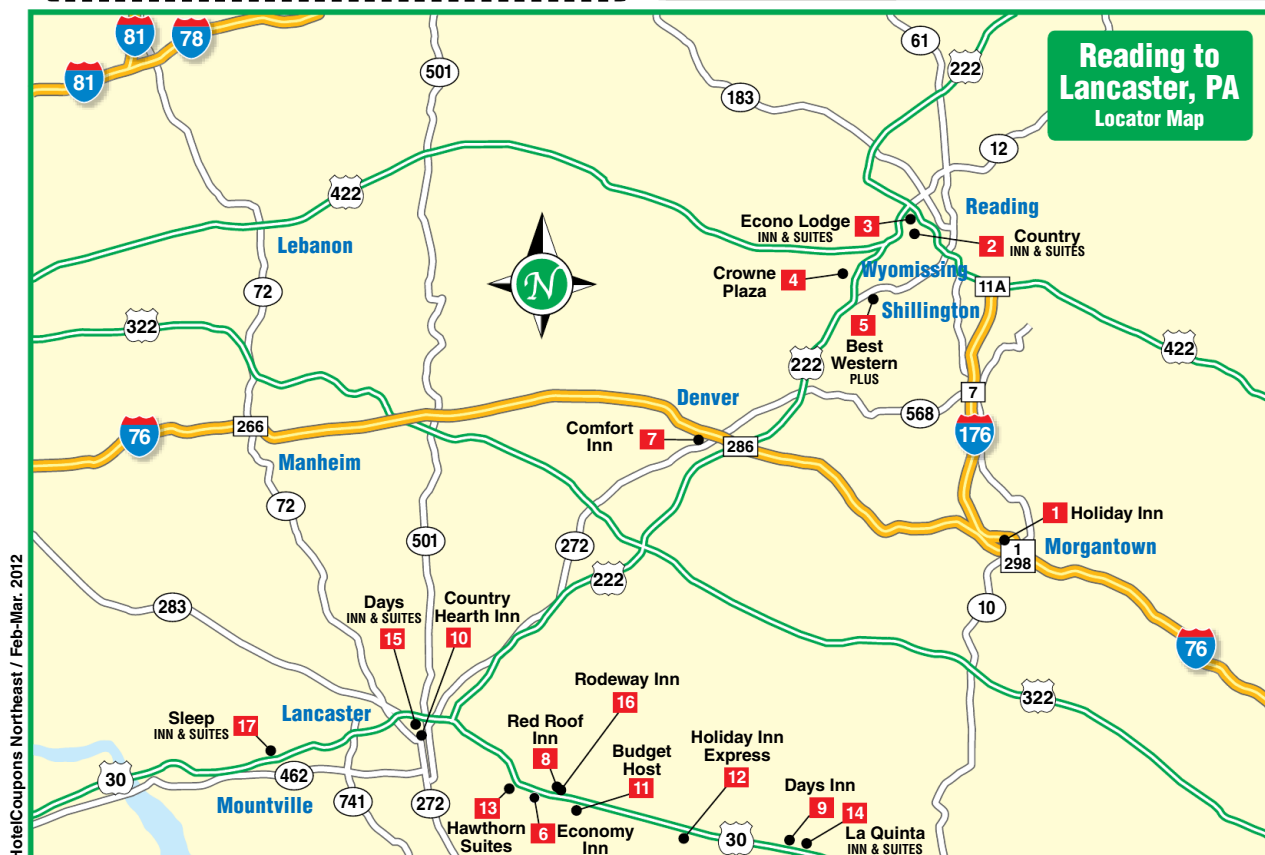 81
78
81
501
61
222
183
12
Reading to
Lancaster, PA
Locator Map
422
Lebanon
72
322
N
Econo Lodge
INN & SUITES
3
Reading
2
Country
INN & SUITES
Crowne
Plaza
4
Wyomissing
11A
Shillington
5
Best
Western
PLUS
222
422
Denver
7
568
176
76
266
Manheim
Comfort
Inn
7
286
72
501
272
1
Holiday Inn
1
298
Morgantown
222
10
283
Days
INN & SUITES
15
Country
Hearth Inn
10
76
322
Rodeway Inn
16
Lancaster
Sleep
INN & SUITES
17
Red Roof
Inn
8
Budget
Host
11
Holiday Inn
Express
12
Days Inn
9
14
La Quinta
INN & SUITES
30
462
Mountville
741
272
13
Hawthorn
Suites
6
Economy
Inn
30
HotelCoupons Northeast / Feb-Mar. 2012